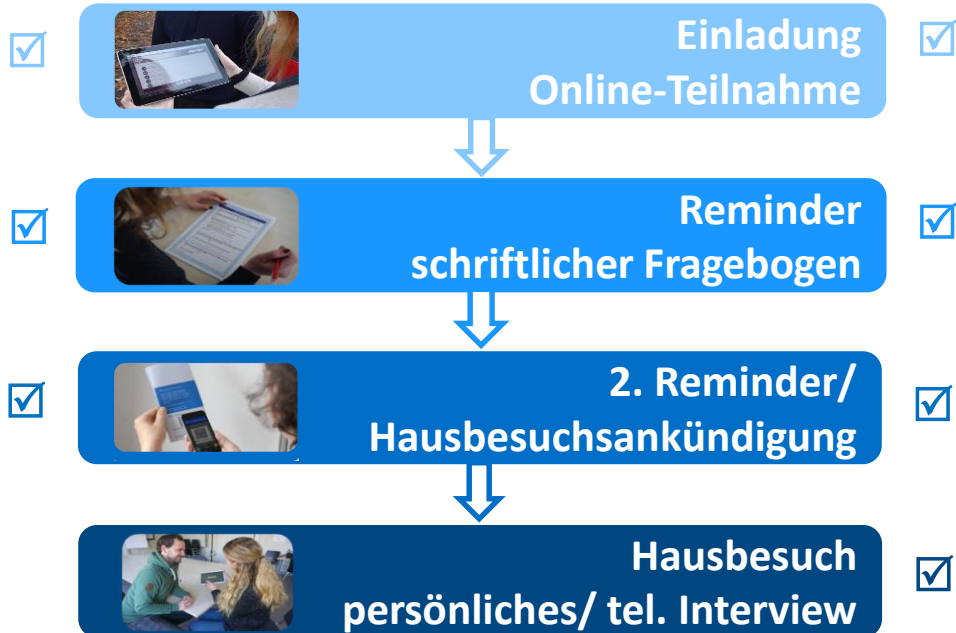 Einladung
Online-Teilnahme
Reminder
schriftlicher Fragebogen
2. Reminder/
Hausbesuchsankündigung
Hausbesuch
persönliches/ tel. Interview